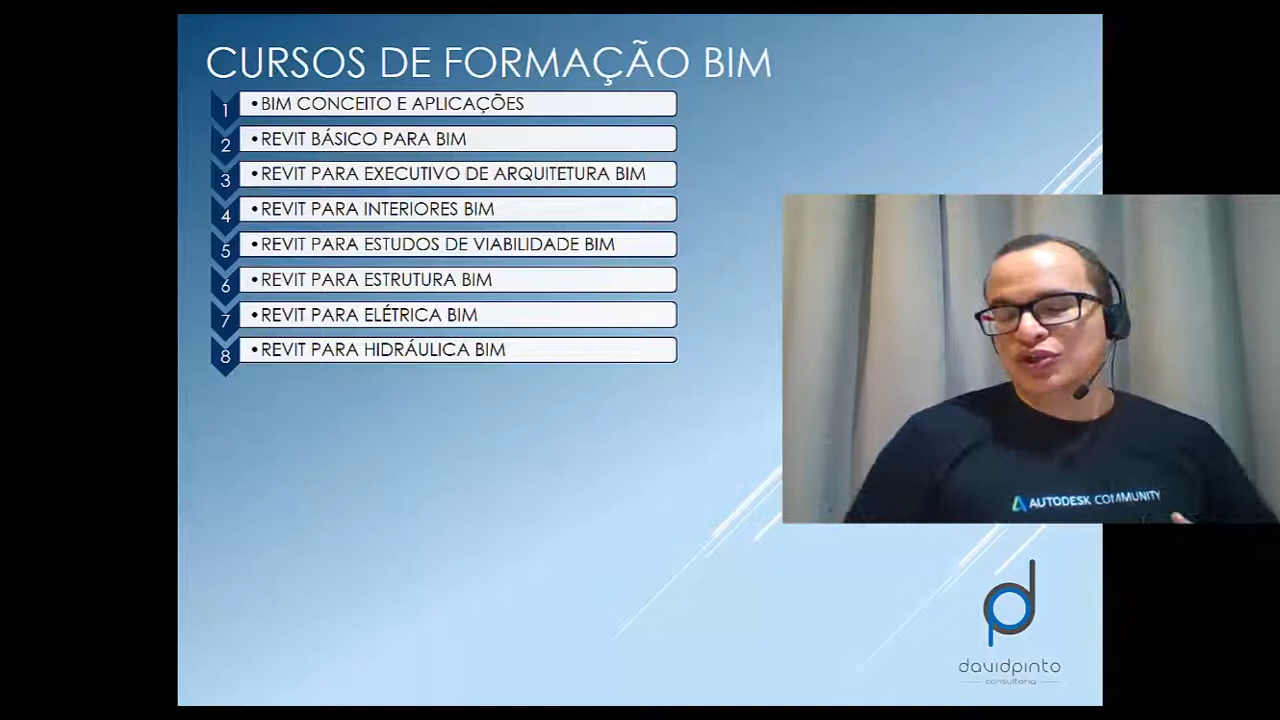 CURSOS DE FORMAÇÃO BIM
1 •BIM CONCEITO E APLICAÇÕES
2 •REVIT BÁSICO PARA BIM
3 •REVIT PARA EXECUTIVO DE ARQUITETURA BIM
4 •REVIT PARA INTERIORES BIM
5 •REVIT PARA ESTUDOS DE VIABILIDADE BIM
6 •REVIT PARA ESTRUTURA BIM
7 •REVIT PARA ELÉTRICA BIM
8 •REVIT PARA HIDRÁULICA BIM
AUTODESK COMMUNITY
davidpinto
consultoria